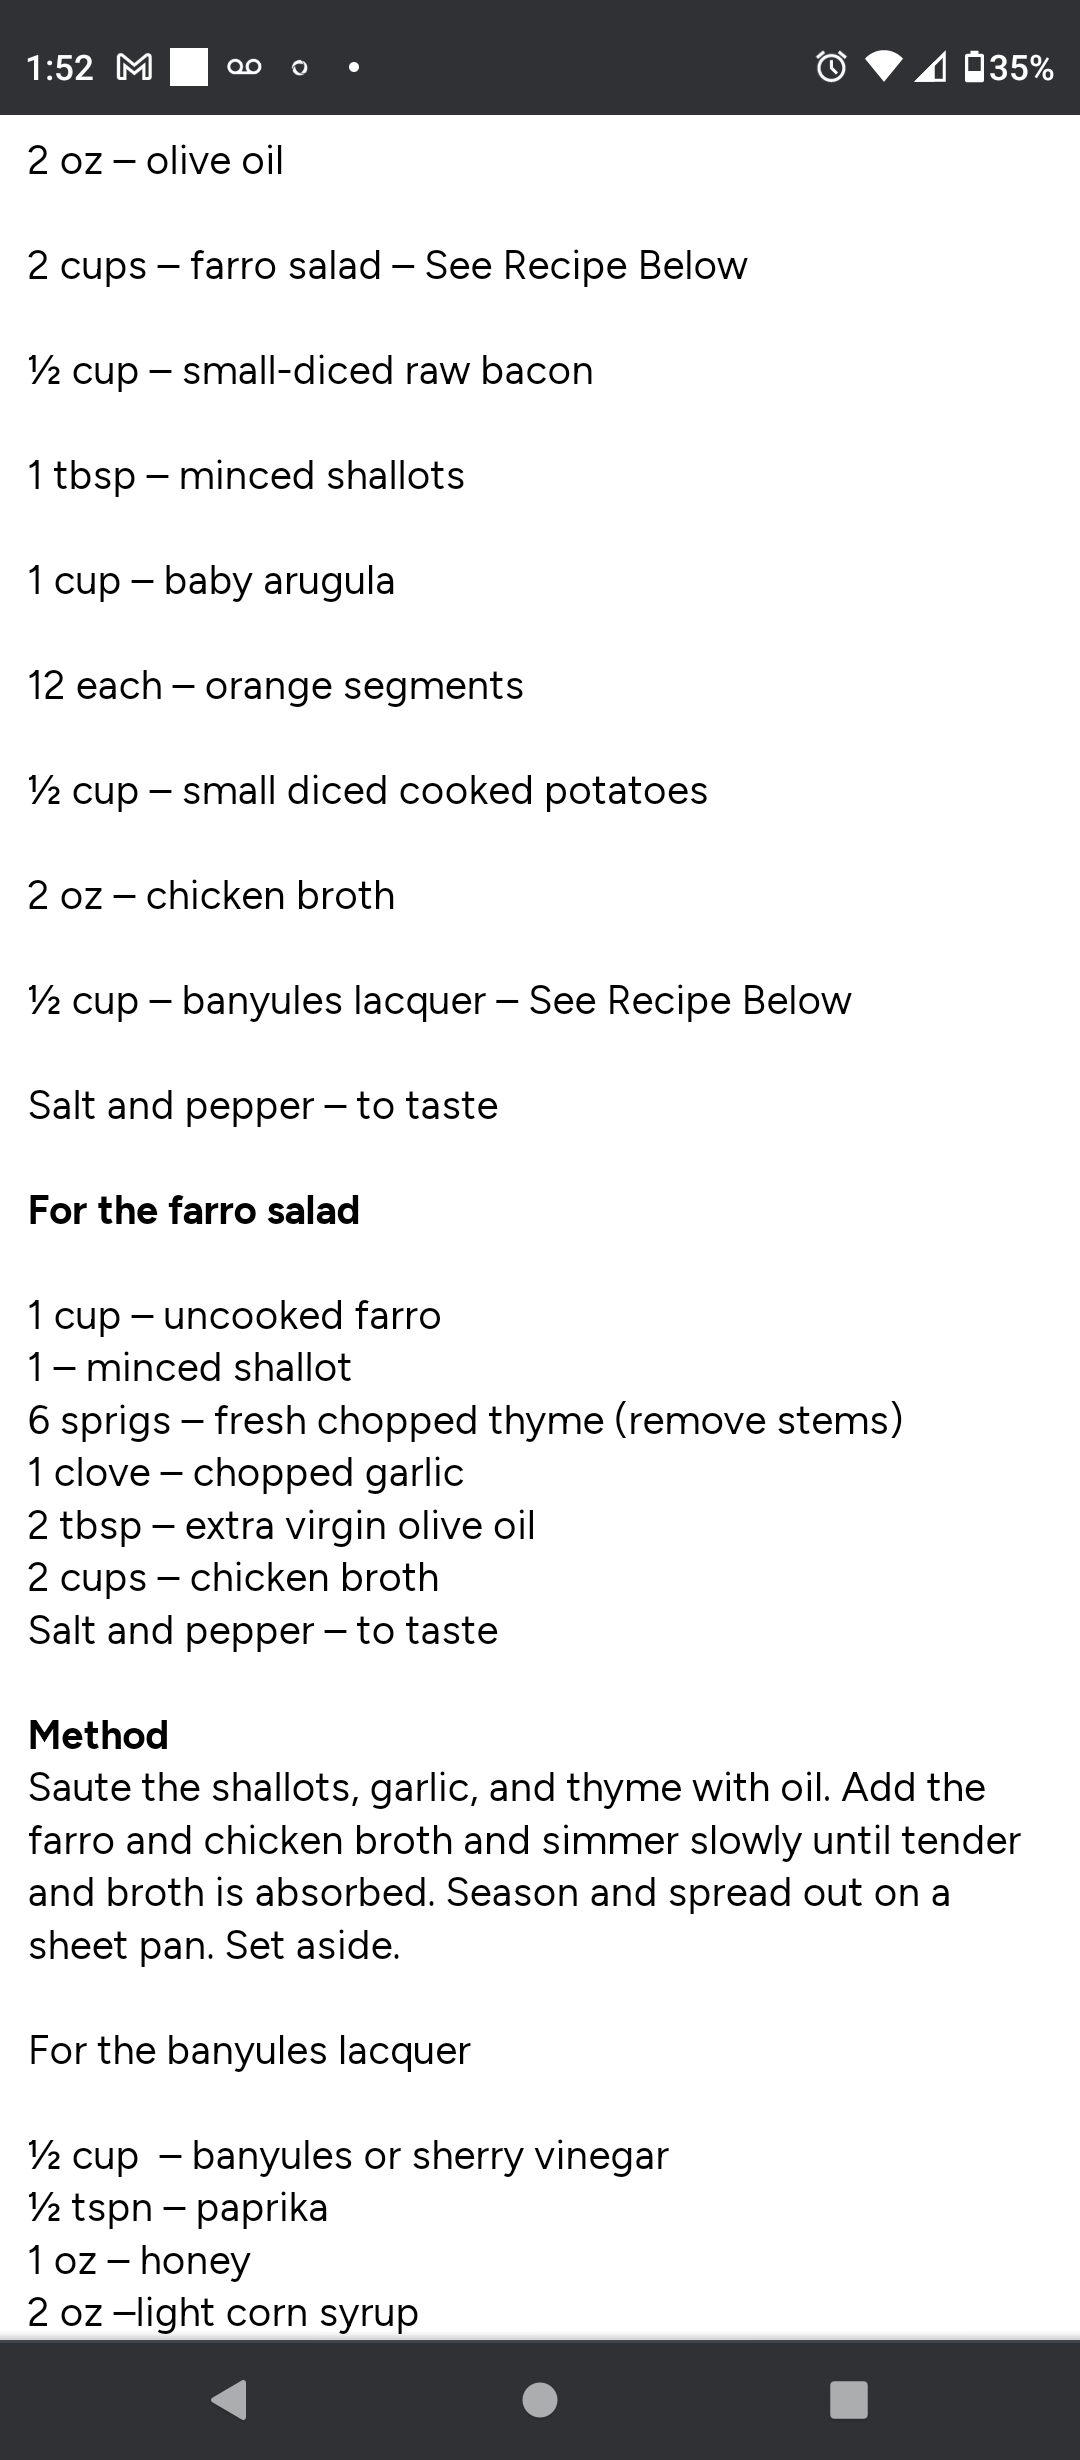 1:52
35%
2 oz – olive oil
2 cups – farro salad – See Recipe Below
½ cup – small-diced raw bacon
1 tbsp – minced shallots
1 cup – baby arugula
12 each – orange segments
½ cup – small diced cooked potatoes
2 oz – chicken broth
½ cup – banyules lacquer – See Recipe Below
Salt and pepper – to taste
For the farro salad
1 cup – uncooked farro
1 – minced shallot
6 sprigs – fresh chopped thyme (remove stems)
1 clove – chopped garlic
2 tbsp – extra virgin olive oil
2 cups – chicken broth
Salt and pepper – to taste
Method
Saute the shallots, garlic, and thyme with oil. Add the
farro and chicken broth and simmer slowly until tender
and broth is absorbed. Season and spread out on a
sheet pan. Set aside.
For the banyules lacquer
½ cup  – banyules or sherry vinegar
½ tspn – paprika
1 oz – honey
2 oz –light corn syrup